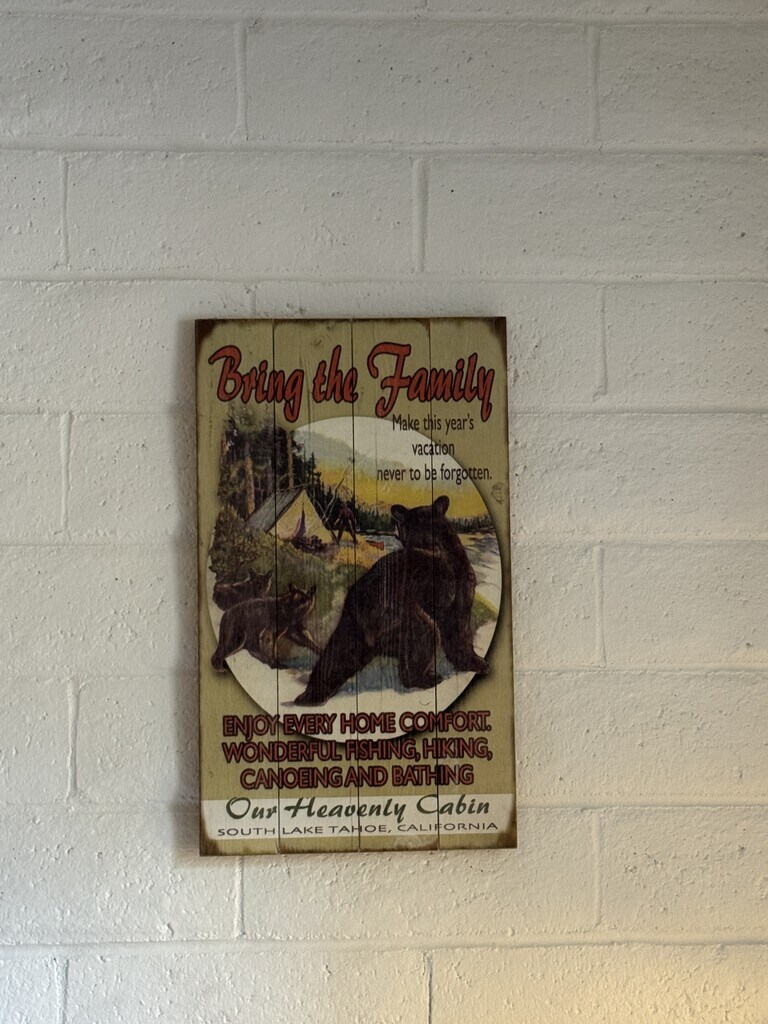 Bring the Family
Make this year's
vacation
never to be forgotten.
ENJOY EVERY HOME COMFORT.
WONDERFUL FISHING, HIKING,
CANOEING AND BATHING
Our Heavenly Cabin
SOUTH LAKE TAHOE, CALIFORNIA